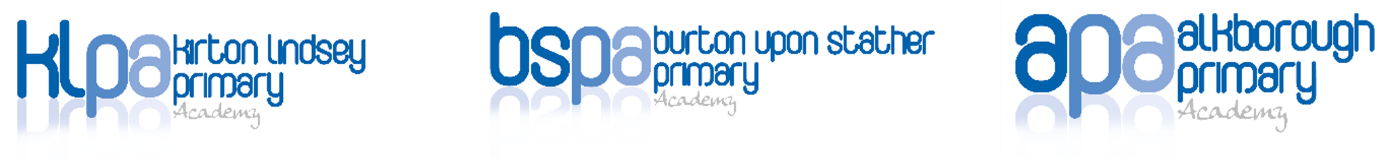 klpa kirton lindsey
primary
Academy
bspa burton upon stather
primary
Academy
apa alkborough
primary
Academy